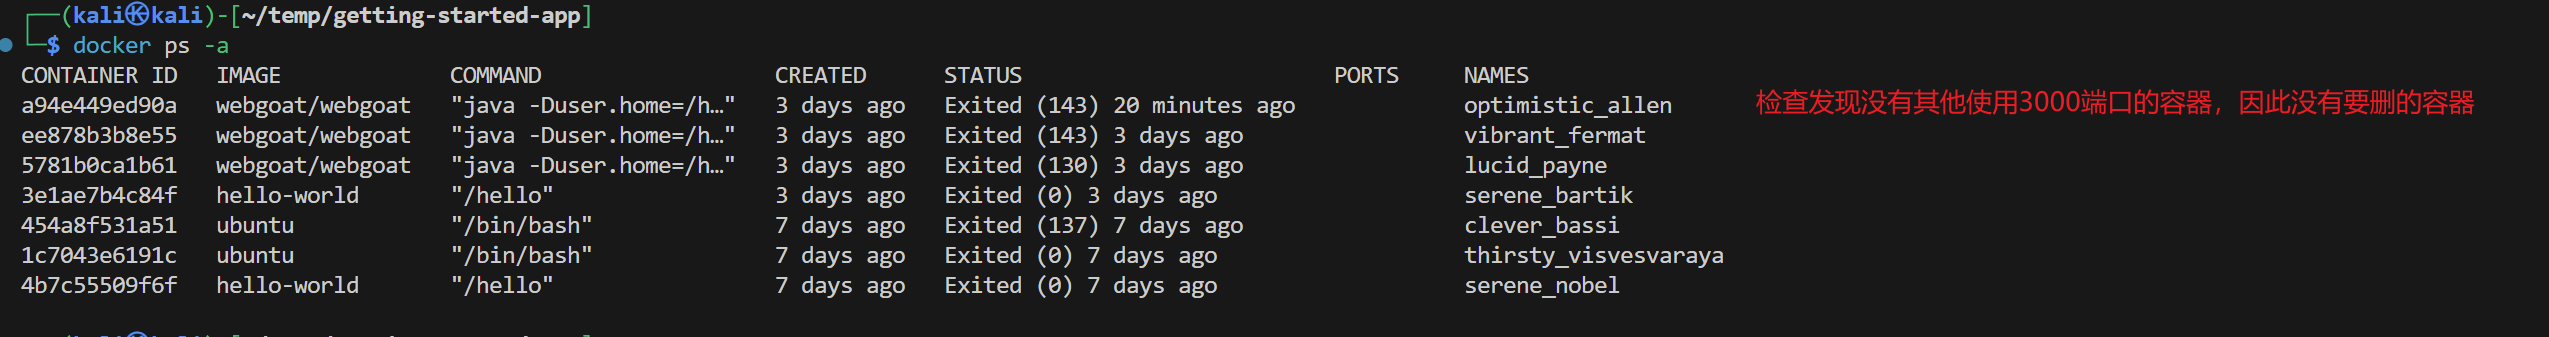 ┌──(kali㉿kali)-[~/temp/getting-started-app]
└─$ docker ps -a
CONTAINER ID   IMAGE             COMMAND                  CREATED      STATUS                        PORTS     NAMES
a94e449ed90a   webgoat/webgoat   "java -Duser.home=/h…"   3 days ago   Exited (143) 20 minutes ago             optimistic_allen   检查发现没有其他使用3000端口的容器，因此没有要删的容器
ee878b3b8e55   webgoat/webgoat   "java -Duser.home=/h…"   3 days ago   Exited (143) 3 days ago                 vibrant_fermat
5781b0ca1b61   webgoat/webgoat   "java -Duser.home=/h…"   3 days ago   Exited (130) 3 days ago                 lucid_payne
3e1ae7b4c84f   hello-world       "/hello"                 3 days ago   Exited (0) 3 days ago                   serene_bartik
454a8f531a51   ubuntu            "/bin/bash"              7 days ago   Exited (137) 7 days ago                 clever_bassi
1c7043e6191c   ubuntu            "/bin/bash"              7 days ago   Exited (0) 7 days ago                   thirsty_visvesvaraya
4b7c55509f6f   hello-world       "/hello"                 7 days ago   Exited (0) 7 days ago                   serene_nobel